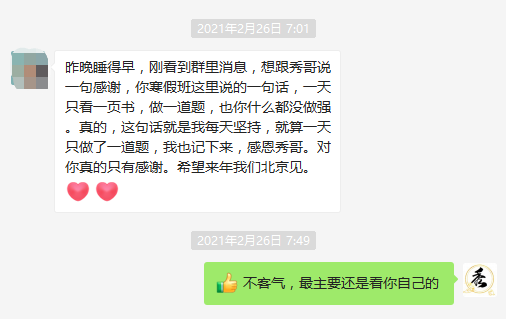 2021年2月26日 7:01
昨晚睡得早，刚看到群里消息，想跟秀哥说
一句感谢，你寒假班这里说的一句话，一天
只看一页书，做一道题，也你什么都没做强
。真的，这句话就是我每天坚持，就算一天
只做了一道题，我也记下来，感恩秀哥。对
你真的只有感谢。希望来年我们北京见。
2021年2月26日 7:49
不客气，最主要还是看你自己的
秀